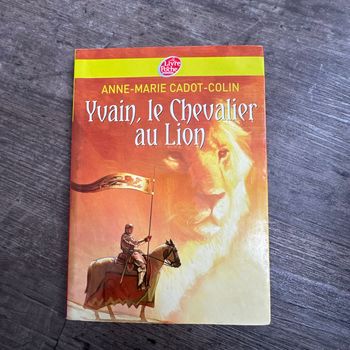 Livre
de
Poche
ANNE-MARIE CADOT-COLIN
Yvain, le Chevalier
au Lion